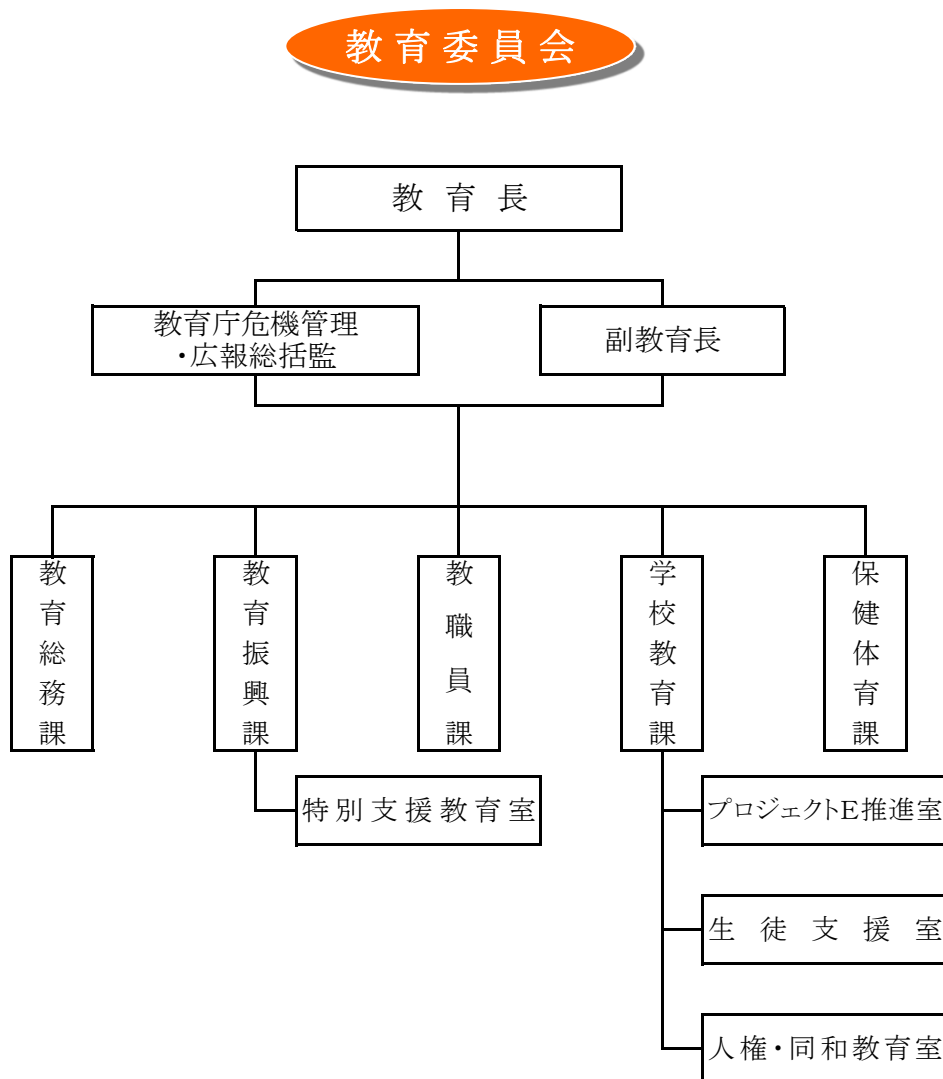 教育委員会
教育長
教育庁危機管理
・広報総括監
副教育長
教育総務課
教育振興課
教職員課
学校教育課
保健体育課
特別支援教育室
プロジェクトE推進室
生徒支援室
人権・同和教育室